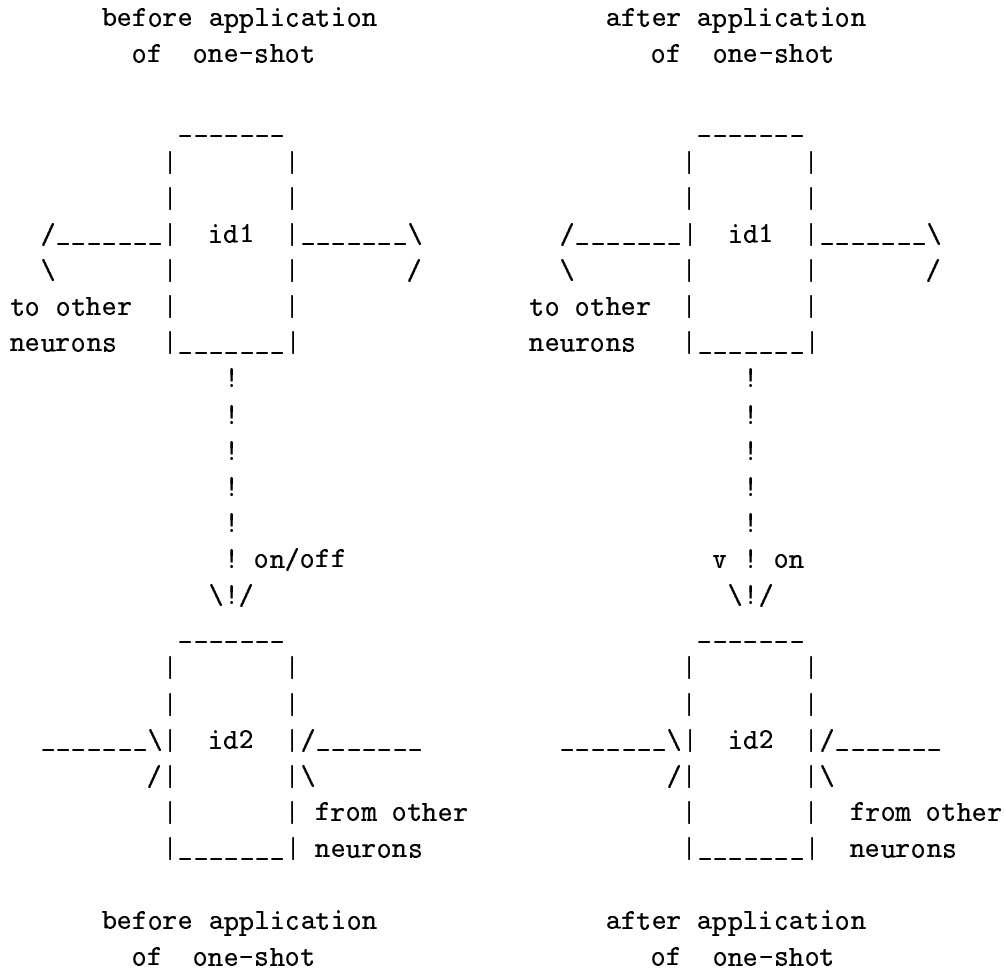 before application
of one-shot
after application
of one-shot
id1
to other
neurons
on/off
id2
from other
neurons
id1
to other
neurons
v on
id2
from other
neurons
before application
of one-shot
after application
of one-shot